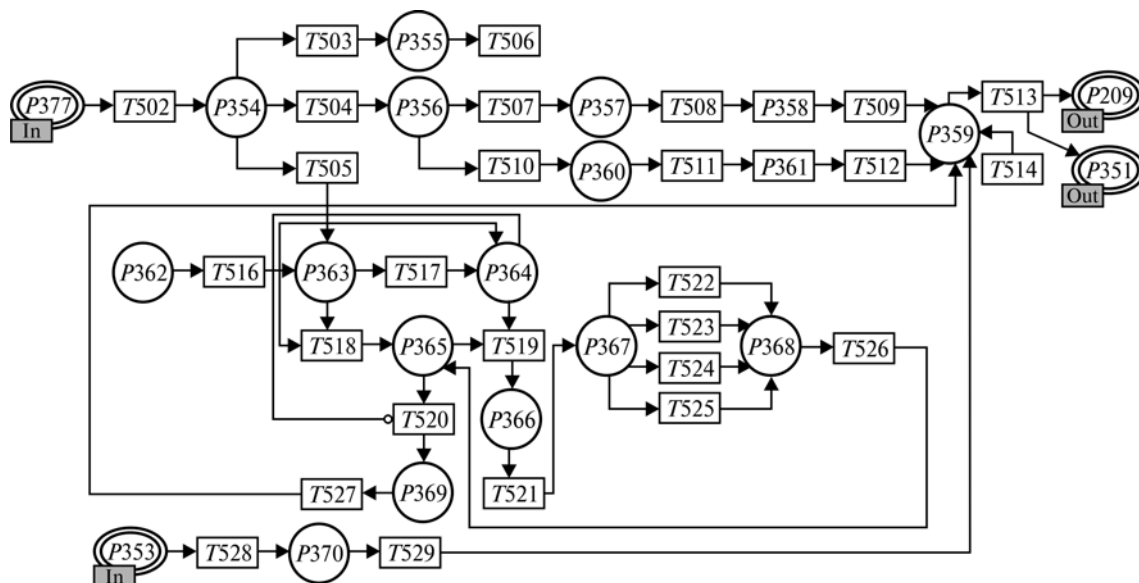 T503 P355 T506
P377 T502 P354 T504 P356 T507 P357 T508 P358 T509 P359 T513 P209
In Out
T505 T510 P360 T511 P361 T512 T514 P351
Out
P362 T516 P363 T517 P364 T522
T518 P365 T519 P367 T523 P368 T526
T524
T520 P366 T525
T527 P369 T521
P353 T528 P370 T529
In